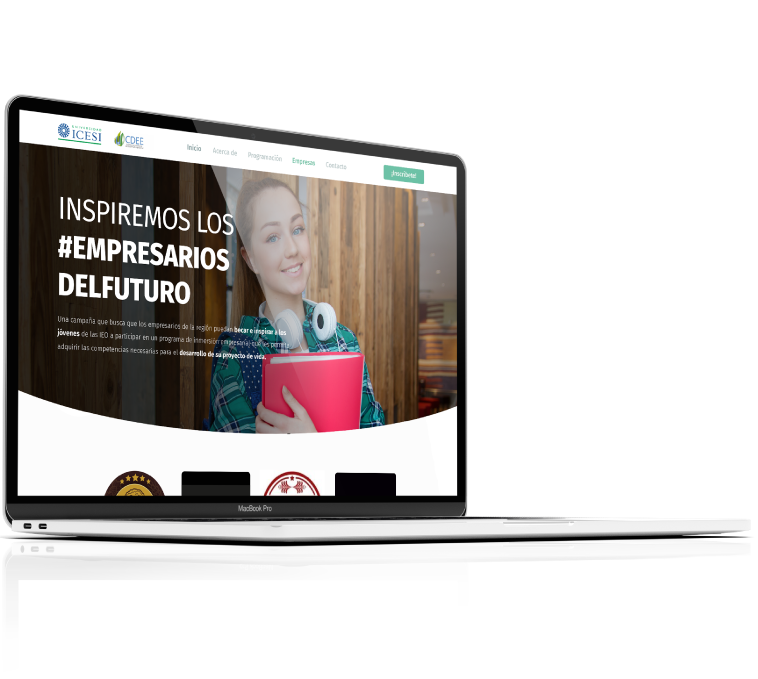 UNIVERSIDAD
ICESI
CDEE
Inicio Acerca de Programación Empresas Contacto
¡Inscríbete!
INSPIREMOS LOS
#EMPRESARIOS
DELFUTURO
Una campaña que busca que los empresarios de la región puedan becar e inspirar a los
jóvenes de las IEO a participar en un programa de inmersión empresarial que les permita
adquirir las competencias necesarias para el desarrollo de su proyecto de vida.
MacBook Pro